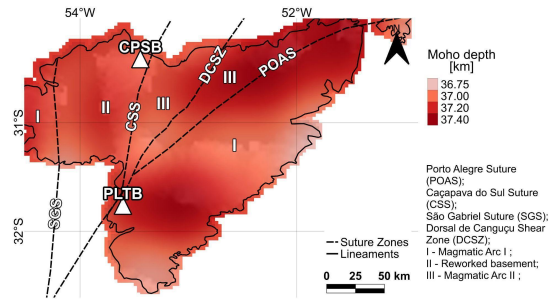 54°W
52°W
CPSB
DCSZ
POAS
III
Moho depth
[km]
36.75
37.00
37.20
37.40
I
II
CSS
III
31°S
I
PLTB
SGS
32°S
Porto Alegre Suture
(POAS);
Caçapava do Sul Suture
(CSS);
São Gabriel Suture (SGS);
Dorsal de Canguçu Shear
Zone (DCSZ);
I - Magmatic Arc I ;
II - Reworked basement;
III - Magmatic Arc II ;
Suture Zones
Lineaments
0 25 50 km